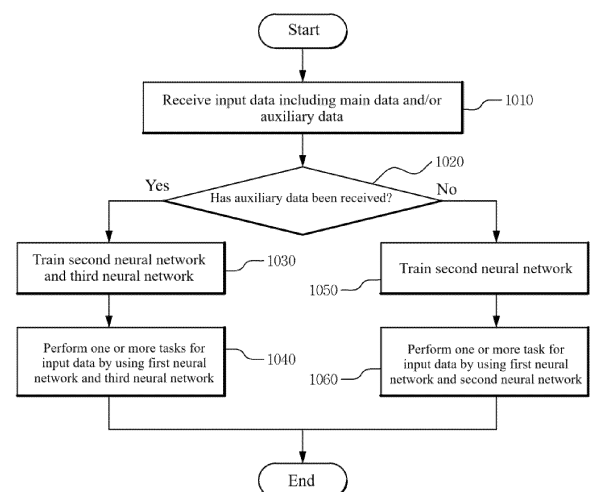 Start
Receive input data including main data and/or
auxiliary data
1010
1020
Yes
Has auxiliary data been received?
No
Train second neural network
and third neural network
1030
Train second neural network
1050
Perform one or more tasks for
input data by using first neural
network and third neural network
1040
Perform one or more task for
input data by using first neural
network and second neural network
1060
End